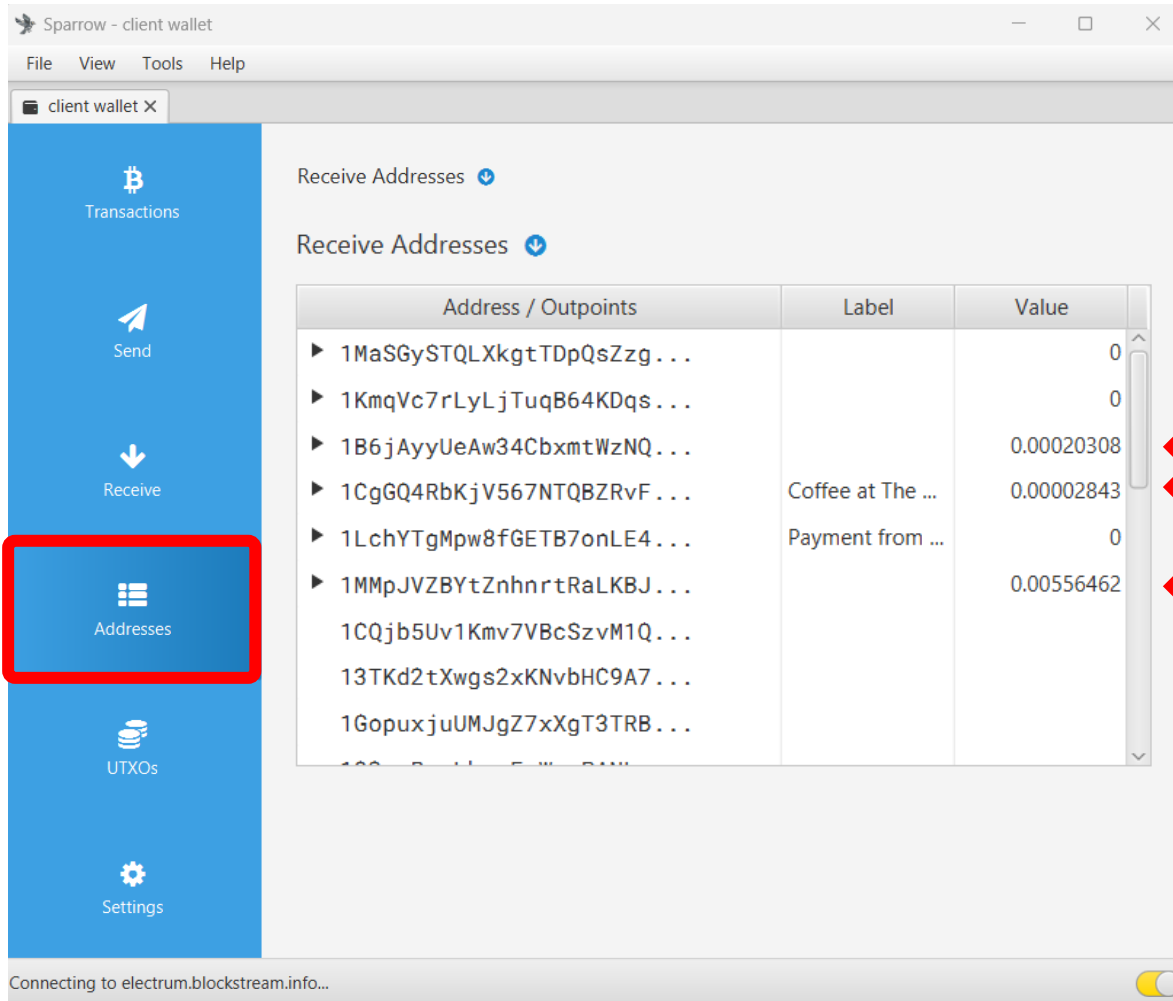 Sparrow - client wallet
File View Tools Help
client wallet
Transactions
Send
Receive
Addresses
UTXOs
Settings
Receive Addresses
Receive Addresses
Address / Outpoints Label Value
1MaSGySTQLXkgtTDpQsZzg... 0
1KmqVc7rLyLjTuqB64KDqs... 0
1B6jAyyUeAw34CbxmtWzNQ... 0.00020308
1CgGQ4RbKjV567NTQBZRvF... Coffee at The ... 0.00002843
1LchYTgMpw8fGETB7onLE4... Payment from ... 0
1MMpJVZBYtZnhnrtRaLKBJ... 0.00556462
1CQjb5Uv1Kmv7VBcSzvM1Q...
13TKd2tXwgs2xKNvbHC9A7...
1GopuxjuUMJgZ7xXgT3TRB...
Connecting to electrum.blockstream.info...